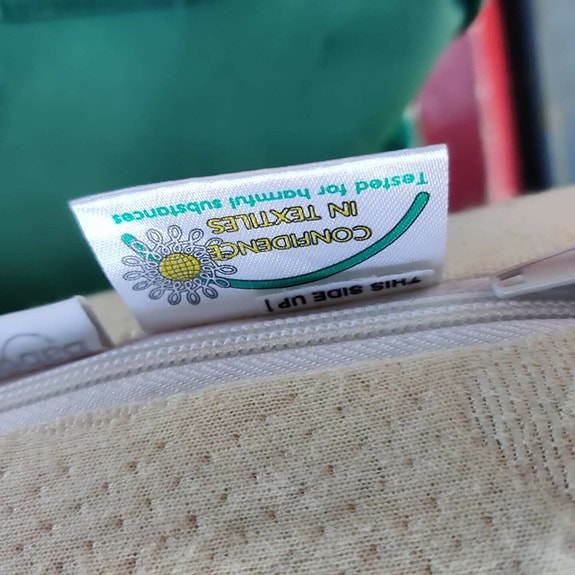 THIS SIDE UP
CONFIDENCE
IN TEXTILES
Tested for harmful substances